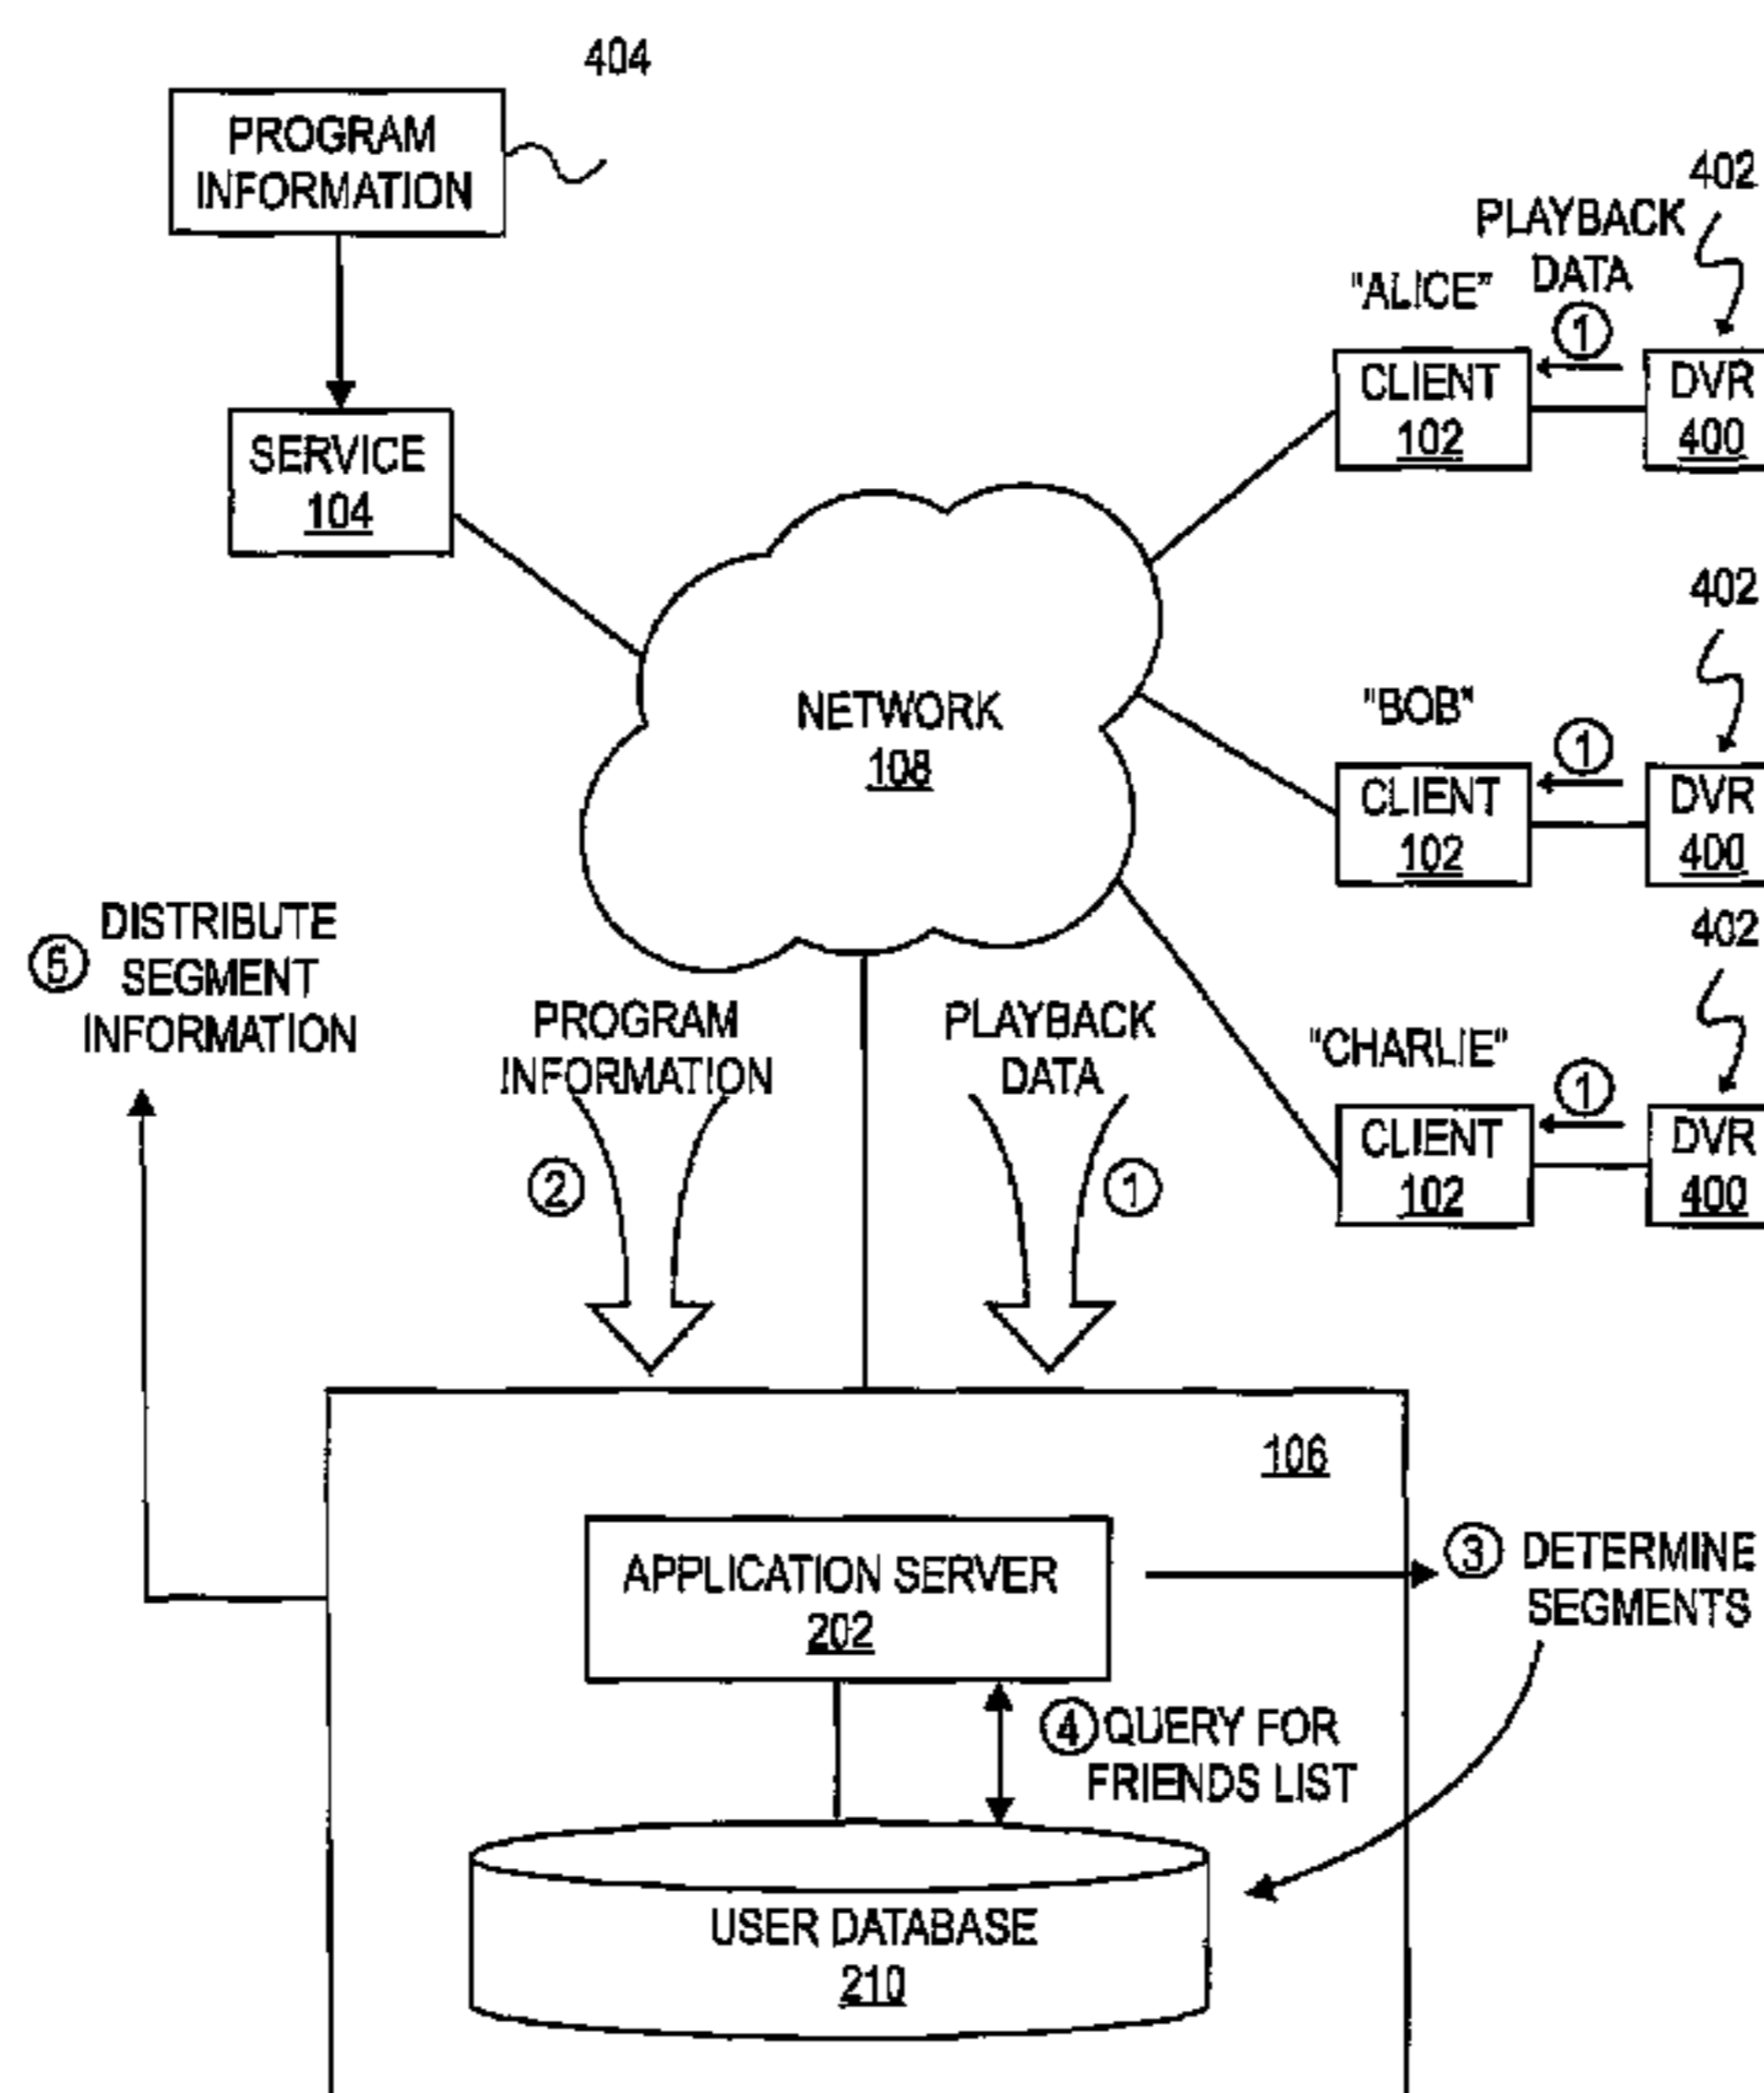 404
PROGRAM
INFORMATION
402
PLAYBACK
DATA
"ALICE"
1
CLIENT
102
DVR
400
SERVICE
104
402
NETWORK
108
"BOB"
1
CLIENT
102
DVR
400
402
5
DISTRIBUTE
SEGMENT
INFORMATION
PROGRAM
INFORMATION
PLAYBACK
DATA
"CHARLIE"
1
CLIENT
102
DVR
400
2
1
106
APPLICATION SERVER
202
3 DETERMINE
SEGMENTS
4 QUERY FOR
FRIENDS LIST
USER DATABASE
210